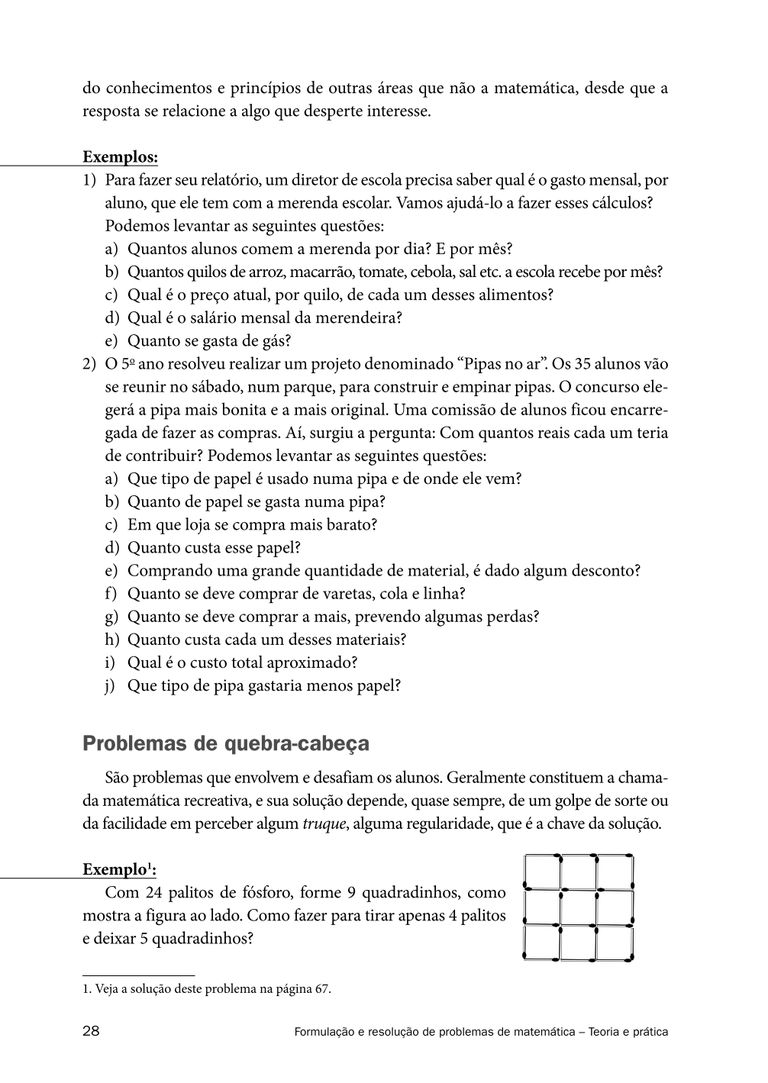 do conhecimentos e princípios de outras áreas que não a matemática, desde que a
resposta se relacione a algo que desperte interesse.
Exemplos:
1) Para fazer seu relatório, um diretor de escola precisa saber qual é o gasto mensal, por
aluno, que ele tem com a merenda escolar. Vamos ajudá-lo a fazer esses cálculos?
Podemos levantar as seguintes questões:
a) Quantos alunos comem a merenda por dia? E por mês?
b) Quantos quilos de arroz, macarrão, tomate, cebola, sal etc. a escola recebe por mês?
c) Qual é o preço atual, por quilo, de cada um desses alimentos?
d) Qual é o salário mensal da merendeira?
e) Quanto se gasta de gás?
2) O 5º ano resolveu realizar um projeto denominado “Pipas no ar”. Os 35 alunos vão
se reunir no sábado, num parque, para construir e empinar pipas. O concurso ele-
gerá a pipa mais bonita e a mais original. Uma comissão de alunos ficou encarre-
gada de fazer as compras. Aí, surgiu a pergunta: Com quantos reais cada um teria
de contribuir? Podemos levantar as seguintes questões:
a) Que tipo de papel é usado numa pipa e de onde ele vem?
b) Quanto de papel se gasta numa pipa?
c) Em que loja se compra mais barato?
d) Quanto custa esse papel?
e) Comprando uma grande quantidade de material, é dado algum desconto?
f) Quanto se deve comprar de varetas, cola e linha?
g) Quanto se deve comprar a mais, prevendo algumas perdas?
h) Quanto custa cada um desses materiais?
i) Qual é o custo total aproximado?
j) Que tipo de pipa gastaria menos papel?
Problemas de quebra-cabeça
São problemas que envolvem e desafiam os alunos. Geralmente constituem a chama-
da matemática recreativa, e sua solução depende, quase sempre, de um golpe de sorte ou
da facilidade em perceber algum truque, alguma regularidade, que é a chave da solução.
Exemplo¹:
Com 24 palitos de fósforo, forme 9 quadradinhos, como
mostra a figura ao lado. Como fazer para tirar apenas 4 palitos
e deixar 5 quadradinhos?
1. Veja a solução deste problema na página 67.
28 Formulação e resolução de problemas de matemática – Teoria e prática